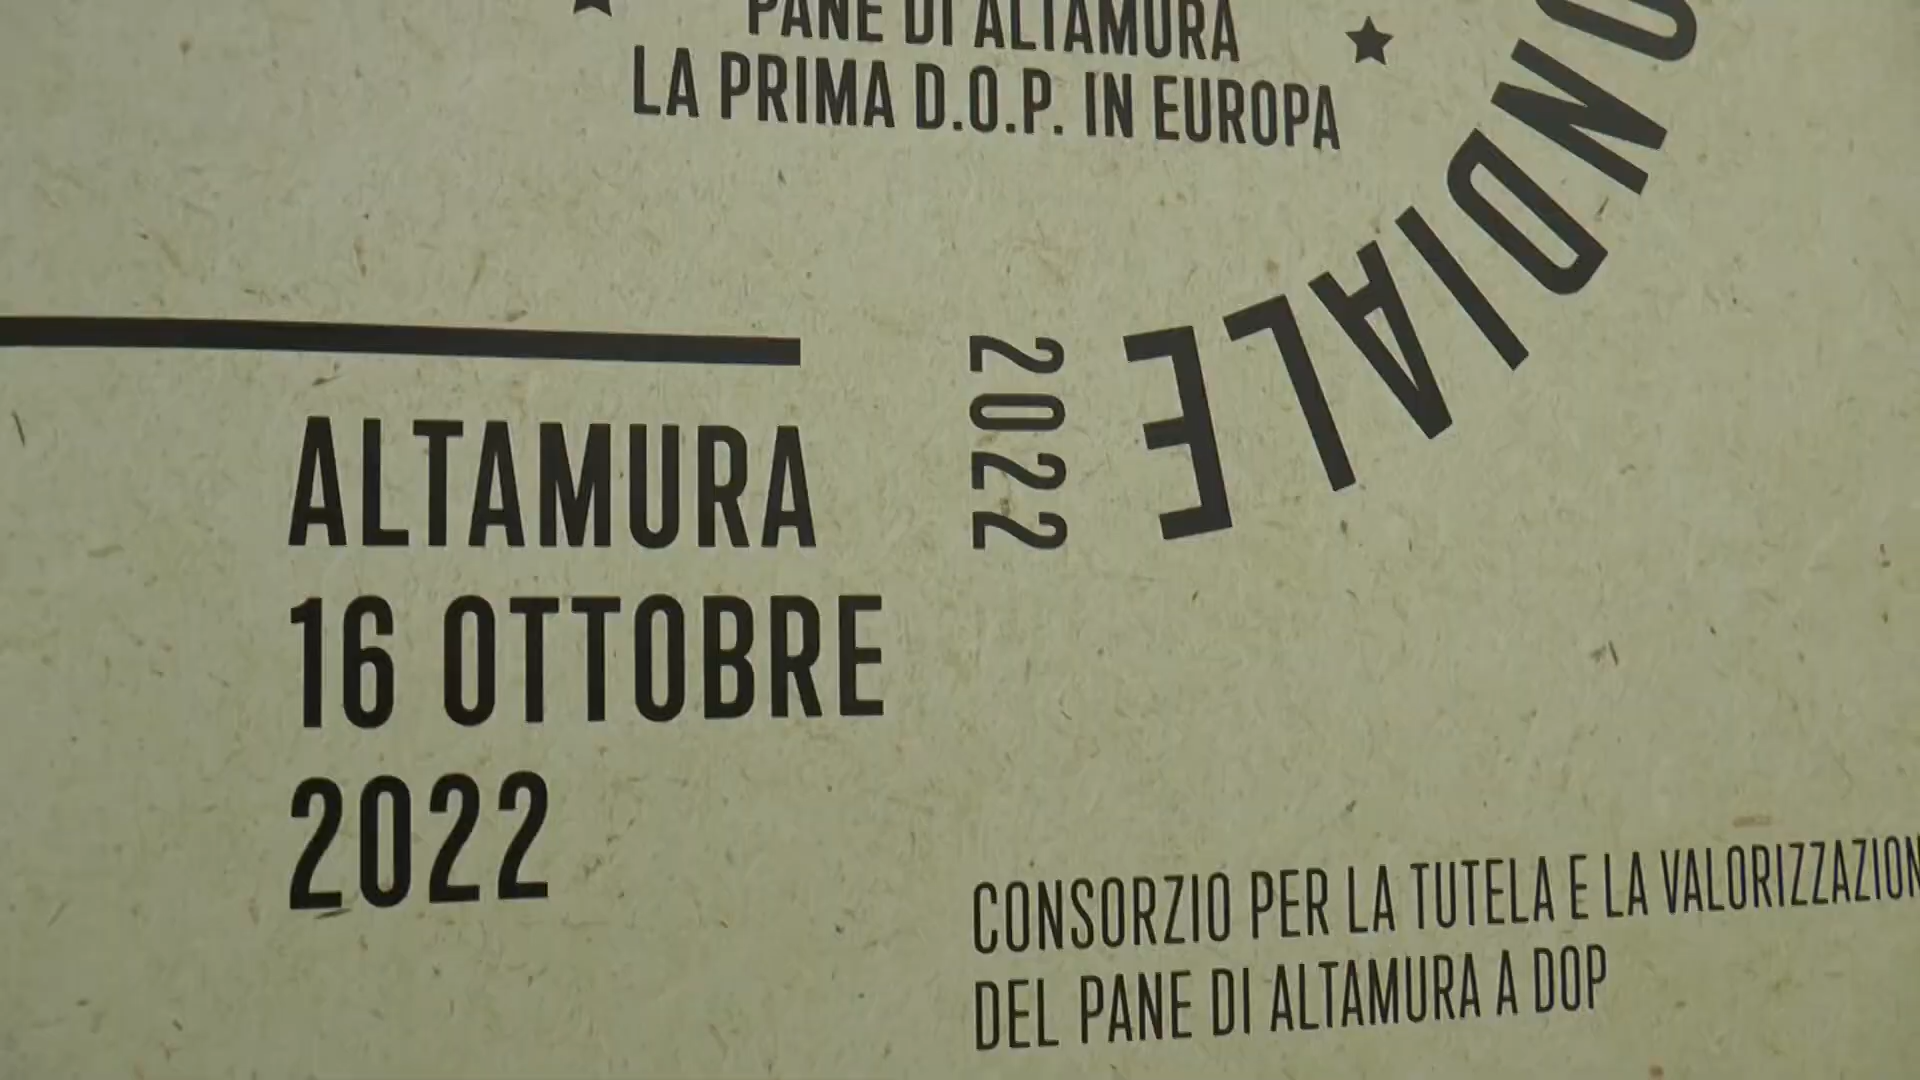 PANE DI ALTAMURA
LA PRIMA D.O.P. IN EUROPA
ONDIALE
2022
ALTAMURA
16 OTTOBRE
2022
CONSORZIO PER LA TUTELA E LA VALORIZZAZION
DEL PANE DI ALTAMURA A DOP